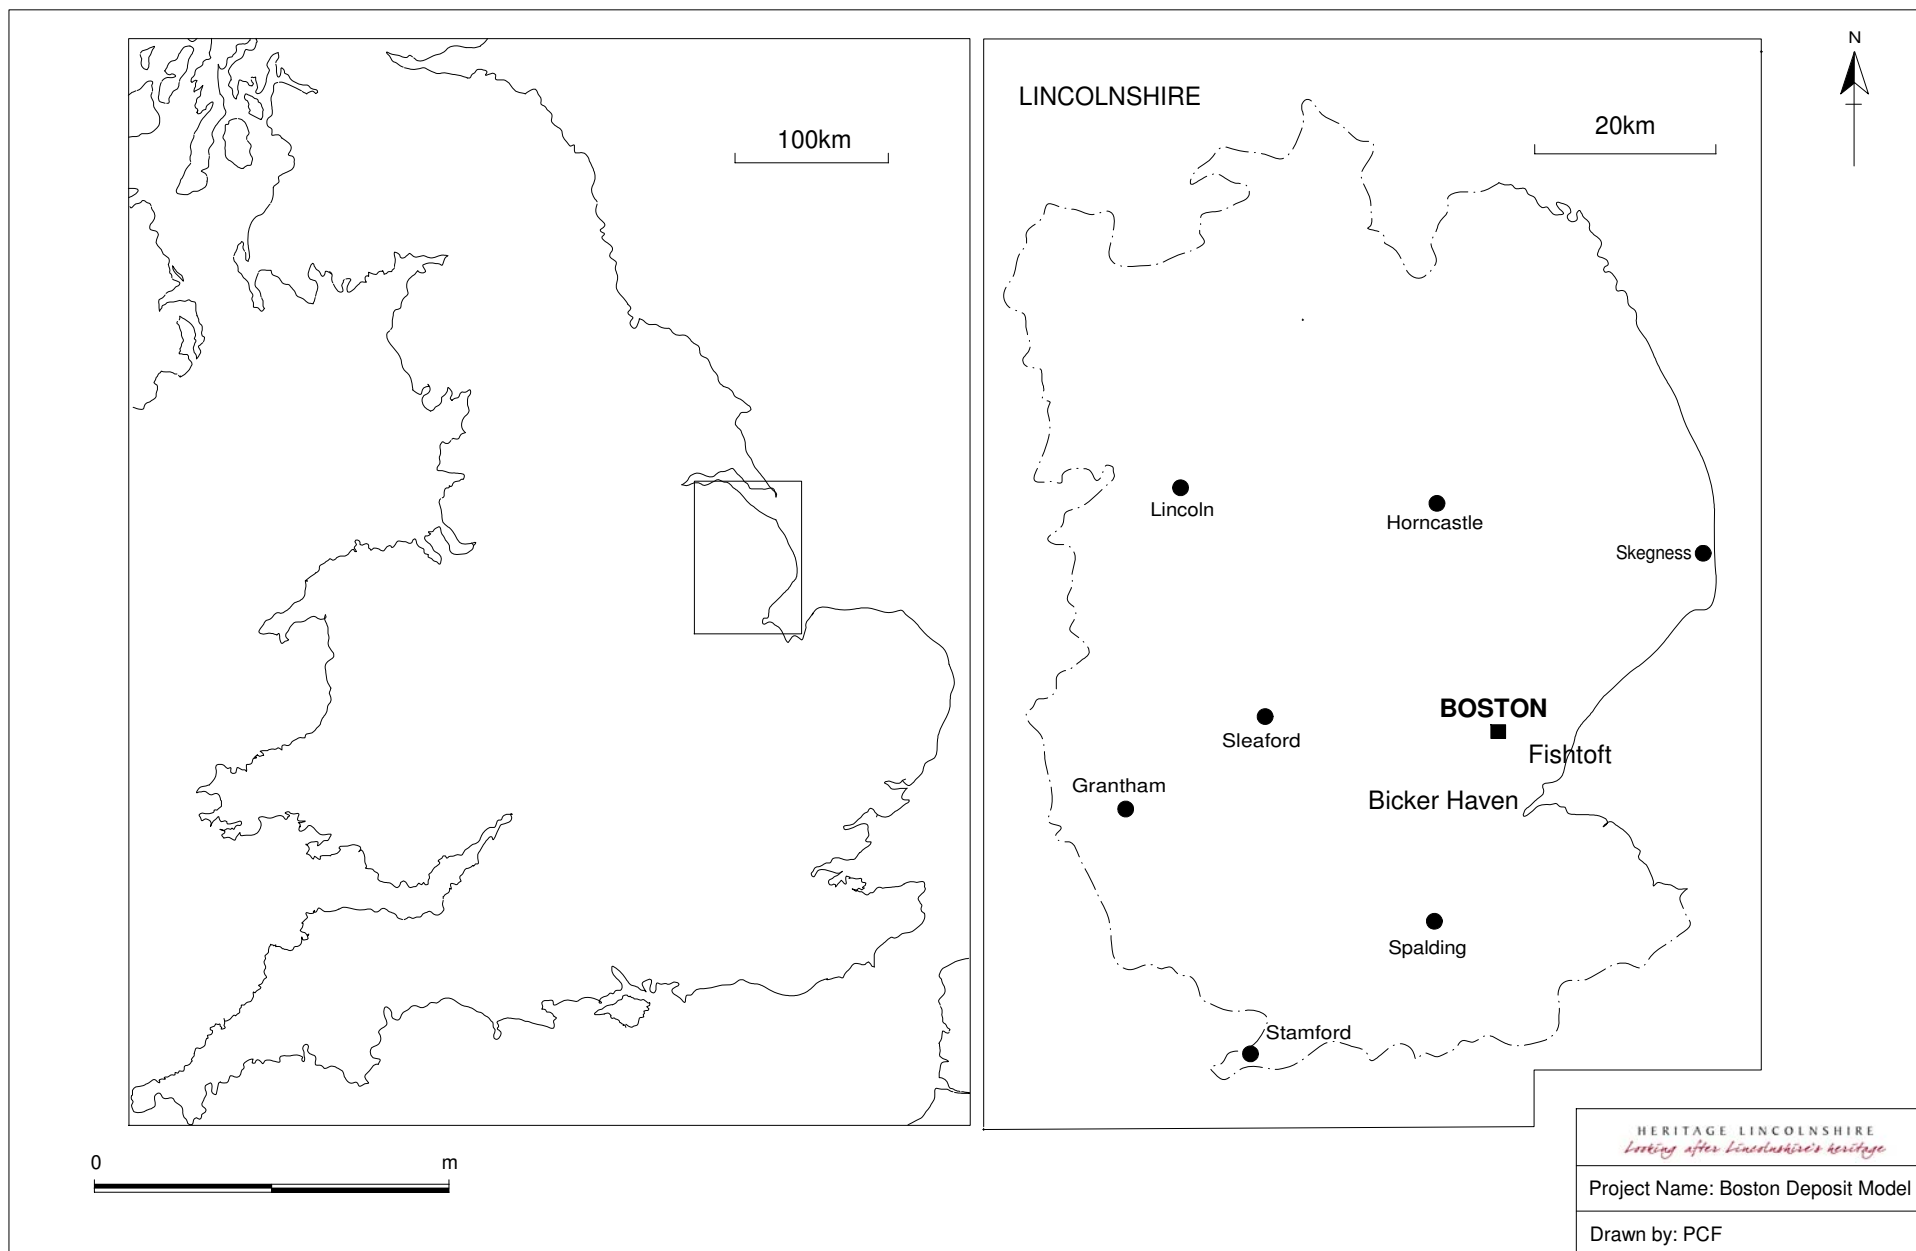 N
100km
LINCOLNSHIRE
20km
Lincoln
Horncastle
Skegness
BOSTON
Sleaford
Fishtoft
Grantham
Bicker Haven
Spalding
Stamford
0 m
HERITAGE LINCOLNSHIRE
Looking after Lincolnshire's heritage
Project Name: Boston Deposit Model
Drawn by: PCF